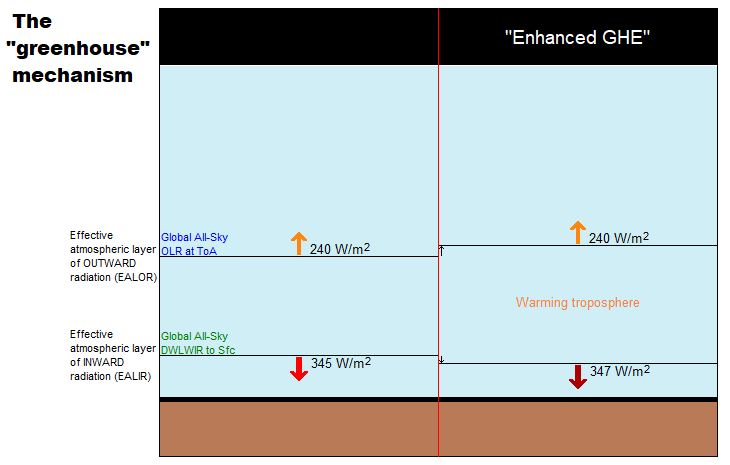 The
"greenhouse"
mechanism
"Enhanced GHE"
Effective
atmospheric layer
of OUTWARD
radiation (EALOR)
Global All-Sky
OLR at ToA
240 W/m2
240 W/m2
Warming troposphere
Effective
atmospheric layer
of INWARD
radiation (EALIR)
Global All-Sky
DWLWIR to Sfc
345 W/m2
347 W/m2